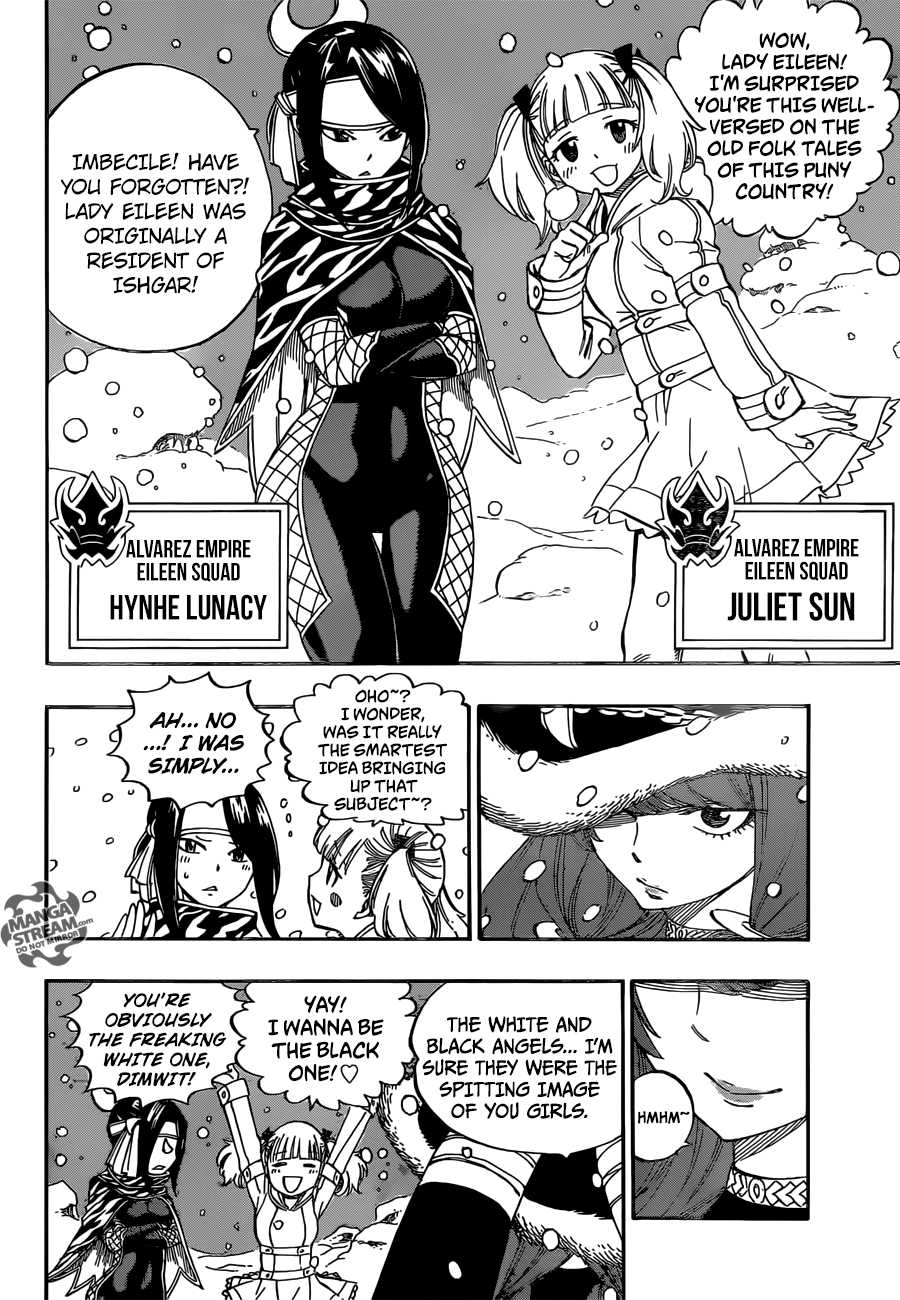 WOW,
LADY EILEEN!
I'M SURPRISED
YOU'RE THIS WELL-
VERSED ON THE
OLD FOLK TALES
OF THIS PUNY
COUNTRY!
IMBECILE! HAVE
YOU FORGOTTEN?!
LADY EILEEN WAS
ORIGINALLY A
RESIDENT OF
ISHGAR!
ALVAREZ EMPIRE
EILEEN SQUAD
JULIET SUN
ALVAREZ EMPIRE
EILEEN SQUAD
HYNHE LUNACY
OHO~?
I WONDER,
WAS IT REALLY
THE SMARTEST
IDEA BRINGING
UP THAT
SUBJECT~?
AH... NO
...! I WAS
SIMPLY...
MANGA
STREAM.com
DO NOT MIRROR
HMHM~
THE WHITE AND
BLACK ANGELS... I'M
SURE THEY WERE THE
SPITTING IMAGE
OF YOU GIRLS.
YAY!
I WANNA BE
THE BLACK
ONE!♡
YOU'RE
OBVIOUSLY
THE FREAKING
WHITE ONE,
DIMWIT!